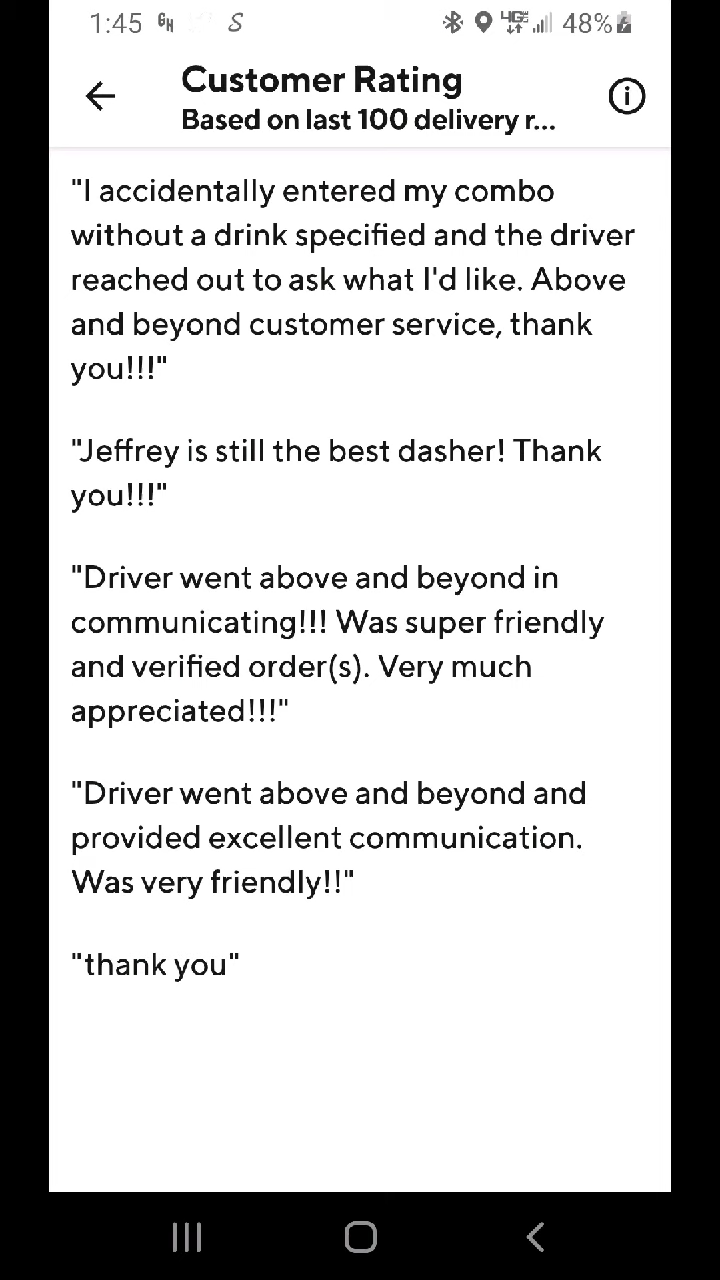 1:45 GH S 4GE 48%
Customer Rating
Based on last 100 delivery r...
"I accidentally entered my combo
without a drink specified and the driver
reached out to ask what I'd like. Above
and beyond customer service, thank
you!!!"
"Jeffrey is still the best dasher! Thank
you!!!"
"Driver went above and beyond in
communicating!!! Was super friendly
and verified order(s). Very much
appreciated!!!"
"Driver went above and beyond and
provided excellent communication.
Was very friendly!!"
"thank you"